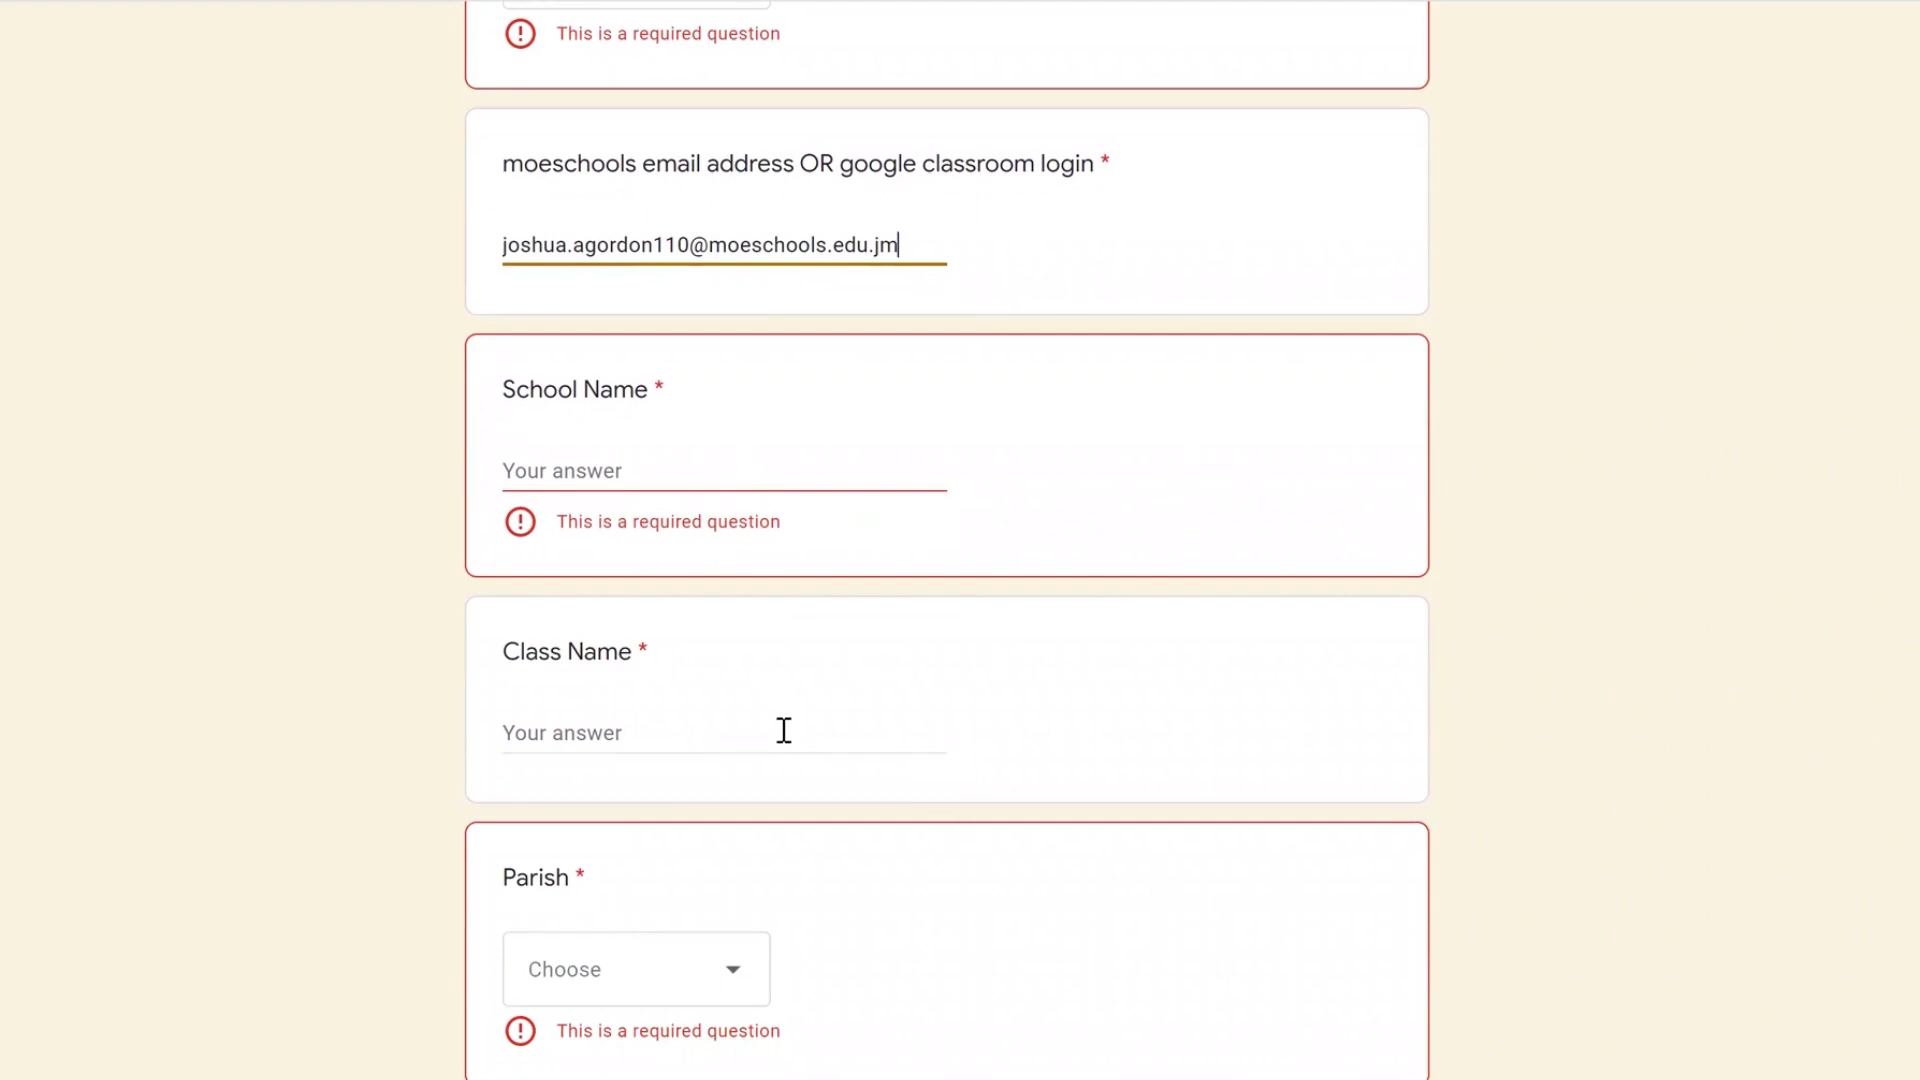 This is a required question
moeschools email address OR google classroom login *
joshua.agordon110@moeschools.edu.jm
School Name *
Your answer
This is a required question
Class Name *
Your answer
Parish *
Choose
This is a required question